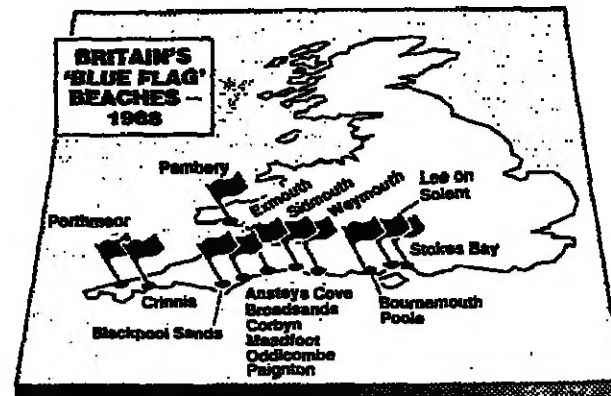 BRITAIN'S
'BLUE FLAG'
BEACHES –
1988
Pembery
Exmouth
Sidmouth
Weymouth
Lee on
Solent
Porthmeor
Stokes Bay
Crinnis
Blackpool Sands
Ansteys Cove
Broadsands
Corbyn
Meadfoot
Oddicombe
Paignton
Bournemouth
Poole